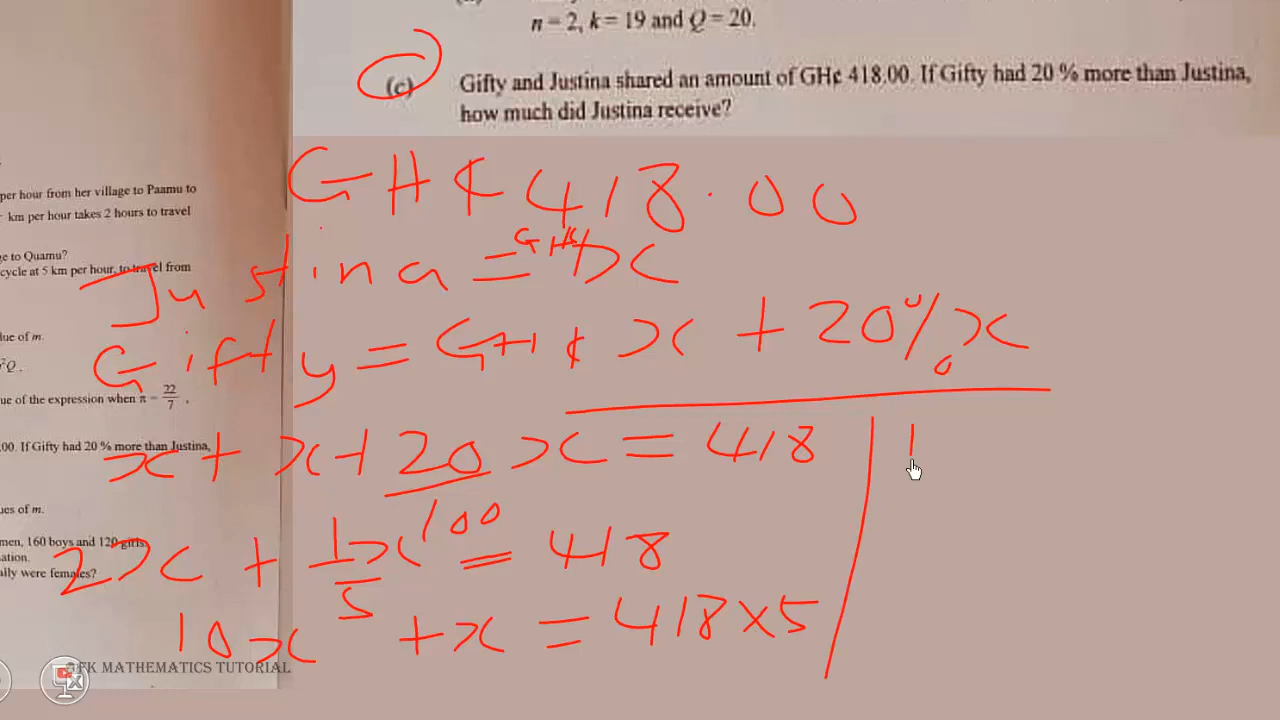 n = 2, k = 19 and Q = 20.
(c) Gifty and Justina shared an amount of GH¢ 418.00. If Gifty had 20 % more than Justina,
how much did Justina receive?
GH¢ 418.00
Justina = GH¢ x
Gifty = GH¢ x + 20% x
x + x + 20/100 x = 418
2x + 1/5 x = 418
10x + x = 418 x 5
1
per hour from her village to Paamu to
km per hour takes 2 hours to travel
ge to Quamu?
cycle at 5 km per hour, to travel from
lue of m.
²Q.
ue of the expression when π = 22/7 ,
.00. If Gifty had 20 % more than Justina,
ues of m.
men, 160 boys and 120 girls.
nation.
ally were females?
FK MATHEMATICS TUTORIAL